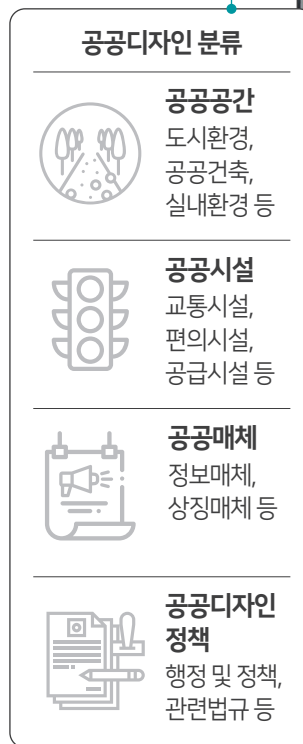 공공디자인 분류
공공공간
도시환경,
공공건축,
실내환경 등
공공시설
교통시설,
편의시설,
공급시설 등
공공매체
정보매체,
상징매체 등
공공디자인
정책
행정 및 정책,
관련법규 등